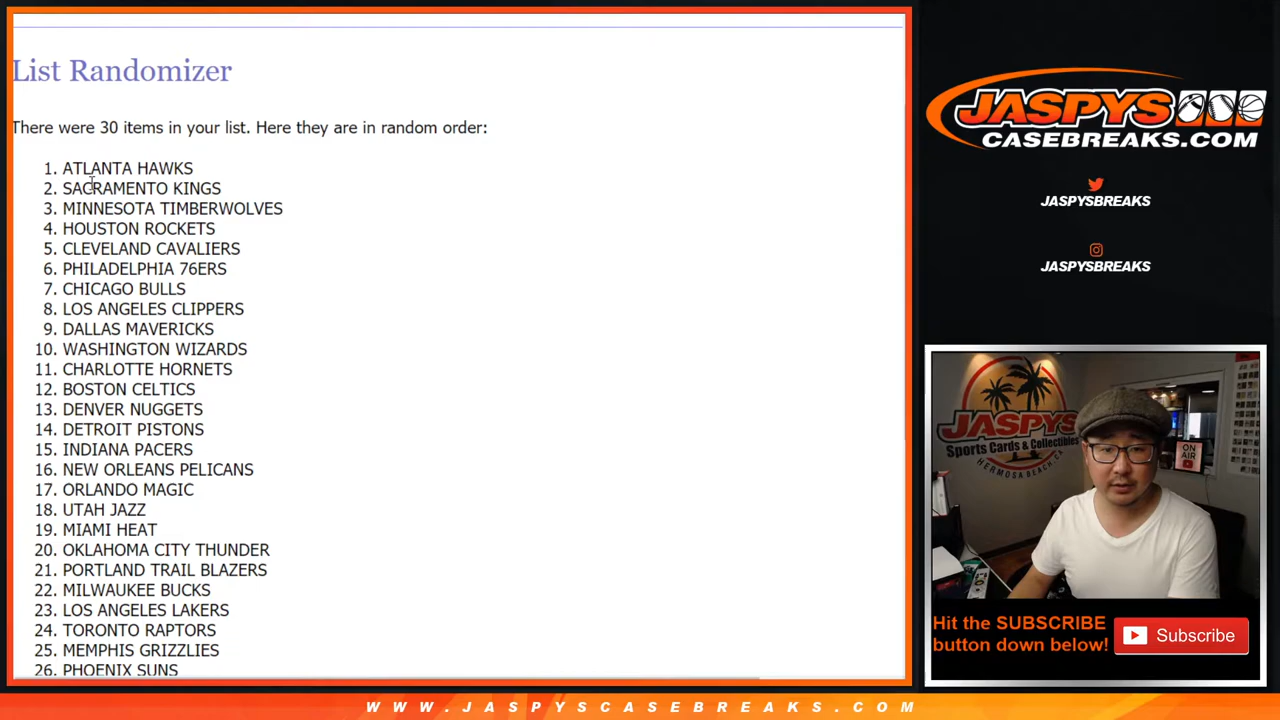 List Randomizer
There were 30 items in your list. Here they are in random order:
1. ATLANTA HAWKS
2. SACRAMENTO KINGS
3. MINNESOTA TIMBERWOLVES
4. HOUSTON ROCKETS
5. CLEVELAND CAVALIERS
6. PHILADELPHIA 76ERS
7. CHICAGO BULLS
8. LOS ANGELES CLIPPERS
9. DALLAS MAVERICKS
10. WASHINGTON WIZARDS
11. CHARLOTTE HORNETS
12. BOSTON CELTICS
13. DENVER NUGGETS
14. DETROIT PISTONS
15. INDIANA PACERS
16. NEW ORLEANS PELICANS
17. ORLANDO MAGIC
18. UTAH JAZZ
19. MIAMI HEAT
20. OKLAHOMA CITY THUNDER
21. PORTLAND TRAIL BLAZERS
22. MILWAUKEE BUCKS
23. LOS ANGELES LAKERS
24. TORONTO RAPTORS
25. MEMPHIS GRIZZLIES
26. PHOENIX SUNS
JASPYS
CASEBREAKS.COM
JASPYSBREAKS
JASPYSBREAKS
JASPYS
Sports Cards & Collectibles
HERMOSA BEACH, CA
ON
AIR
Hit the SUBSCRIBE
button down below!
Subscribe
WWW.JASPYSCASEBREAKS.COM